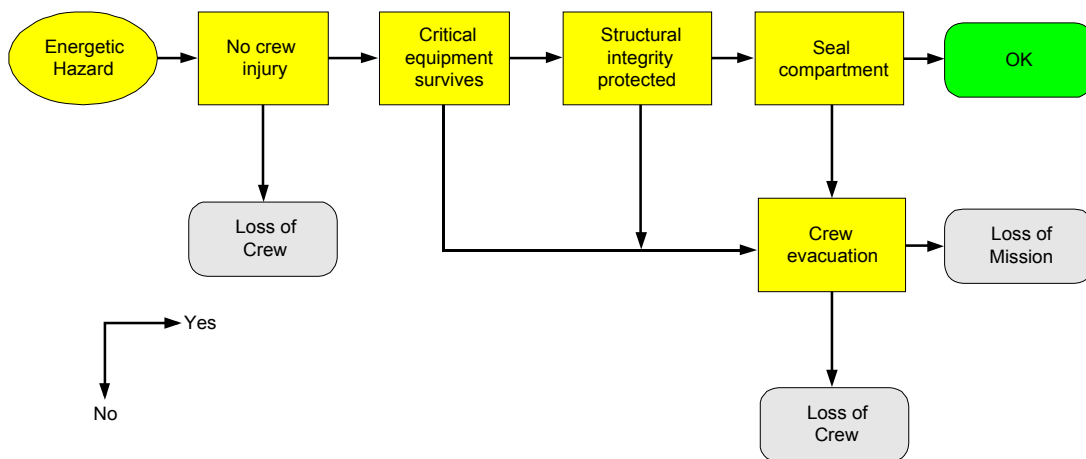 Energetic
Hazard
No crew
injury
Critical
equipment
survives
Structural
integrity
protected
Seal
compartment
OK
Loss of
Crew
Crew
evacuation
Loss of
Mission
Yes
No
Loss of
Crew